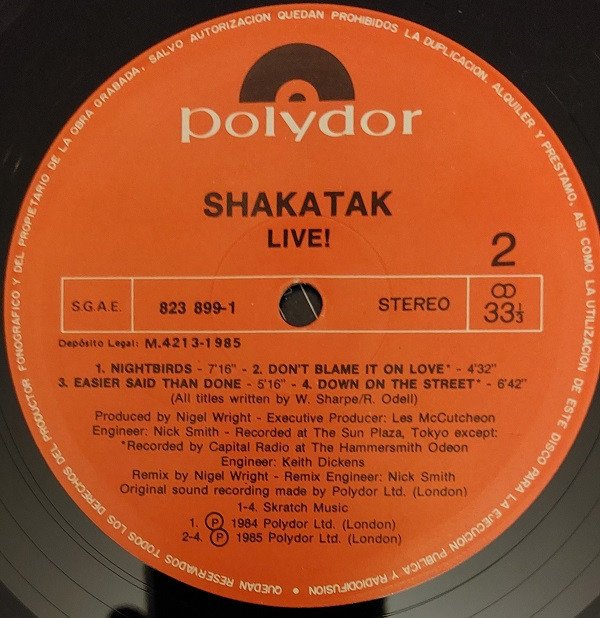 QUEDAN RESERVADOS TODOS LOS DERECHOS DEL PRODUCTOR FONOGRAFICO Y DEL PROPIETARIO DE LA OBRA GRABADA, SALVO AUTORIZACION QUEDAN PROHIBIDOS LA DUPLICACION, ALQUILER Y PRESTAMO, ASI COMO LA UTILIZACION DE ESTE DISCO PARA LA EJECUCION PUBLICA Y RADIODIFUSION
polydor
SHAKATAK
LIVE!
2
S.G.A.E. 823 899-1 STEREO 33⅓
Depósito Legal: M.4213-1985
1. NIGHTBIRDS - 7'16" - 2. DON'T BLAME IT ON LOVE* - 4'32"
3. EASIER SAID THAN DONE - 5'16" - 4. DOWN ON THE STREET* - 6'42"
(All titles written by W. Sharpe/R. Odell)
Produced by Nigel Wright - Executive Producer: Les McCutcheon
Engineer: Nick Smith - Recorded at The Sun Plaza, Tokyo except:
*Recorded by Capital Radio at The Hammersmith Odeon
Engineer: Keith Dickens
Remix by Nigel Wright - Remix Engineer: Nick Smith
Original sound recording made by Polydor Ltd. (London)
1-4. Skratch Music
1. Ⓟ 1984 Polydor Ltd. (London)
2-4. Ⓟ 1985 Polydor Ltd. (London)